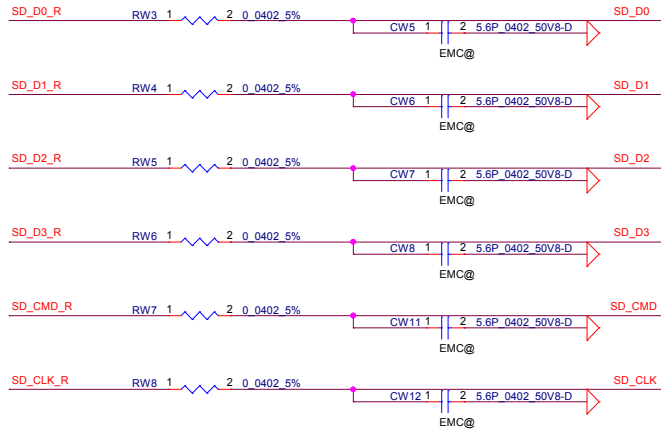 SD_D0_R RW3 1 2 0_0402_5% SD_D0
CW5 1 2 5.6P_0402_50V8-D
EMC@
SD_D1_R RW4 1 2 0_0402_5% SD_D1
CW6 1 2 5.6P_0402_50V8-D
EMC@
SD_D2_R RW5 1 2 0_0402_5% SD_D2
CW7 1 2 5.6P_0402_50V8-D
EMC@
SD_D3_R RW6 1 2 0_0402_5% SD_D3
CW8 1 2 5.6P_0402_50V8-D
EMC@
SD_CMD_R RW7 1 2 0_0402_5% SD_CMD
CW11 1 2 5.6P_0402_50V8-D
EMC@
SD_CLK_R RW8 1 2 0_0402_5% SD_CLK
CW12 1 2 5.6P_0402_50V8-D
EMC@